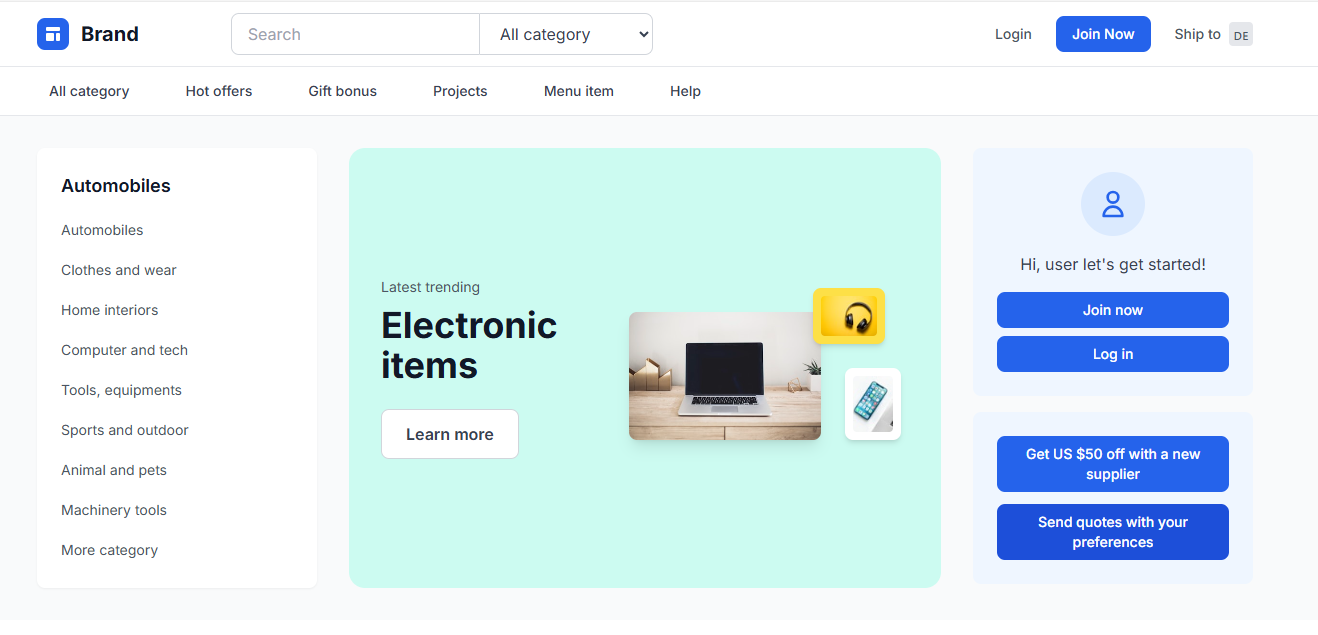 Brand
Search
All category
Login
Join Now
Ship to
DE
All category
Hot offers
Gift bonus
Projects
Menu item
Help
Automobiles
Automobiles
Clothes and wear
Home interiors
Computer and tech
Tools, equipments
Sports and outdoor
Animal and pets
Machinery tools
More category
Latest trending
Electronic
items
Learn more
Hi, user let's get started!
Join now
Log in
Get US $50 off with a new
supplier
Send quotes with your
preferences